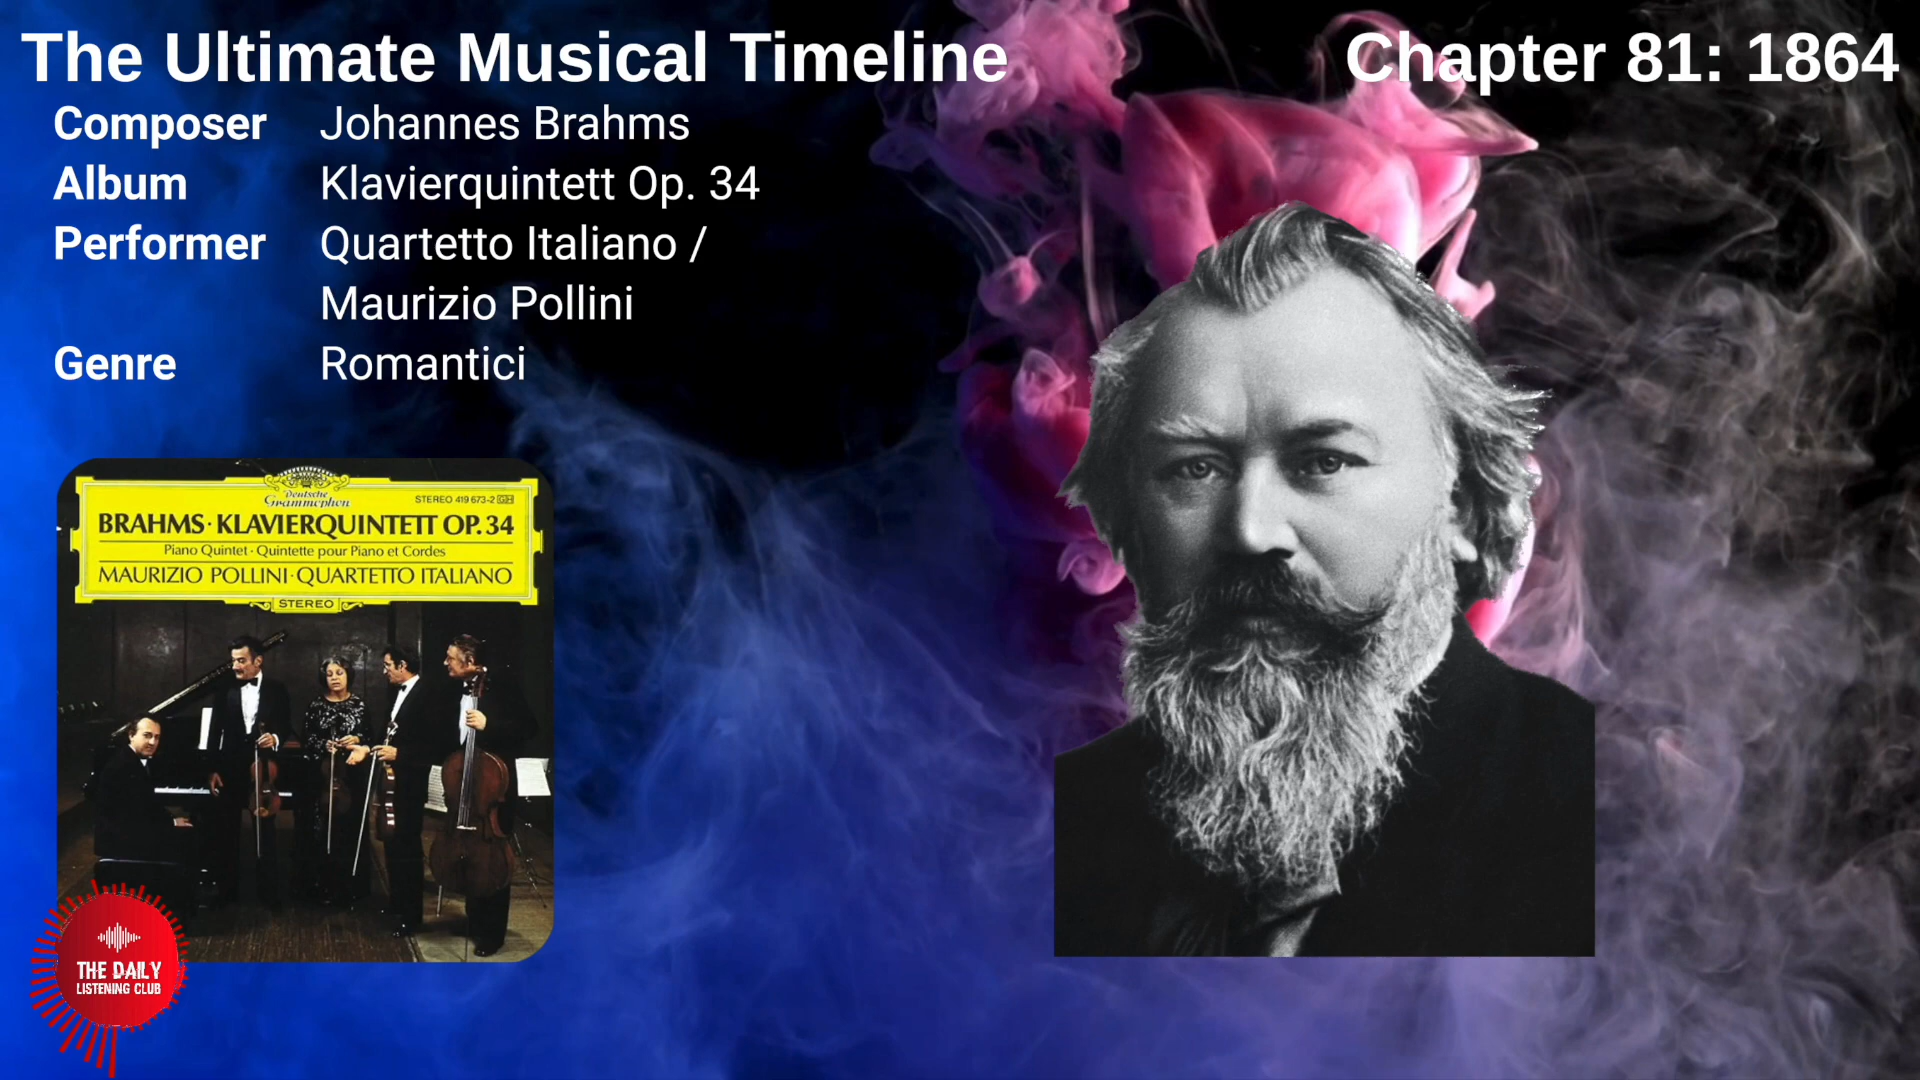 The Ultimate Musical Timeline
Chapter 81: 1864
Composer Johannes Brahms
Album Klavierquintett Op. 34
Performer Quartetto Italiano /
Maurizio Pollini
Genre Romantici
Deutsche
Grammophon
STEREO 419 673-2 GH
BRAHMS · KLAVIERQUINTETT OP. 34
Piano Quintet · Quintette pour Piano et Cordes
MAURIZIO POLLINI · QUARTETTO ITALIANO
STEREO
THE DAILY
LISTENING CLUB